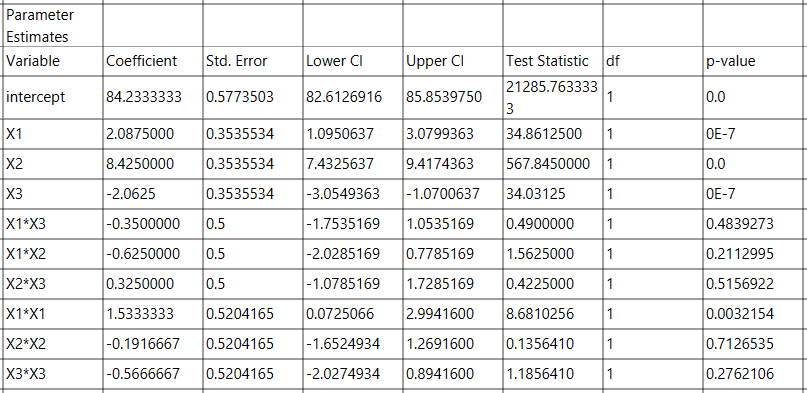 Parameter
Estimates
Variable Coefficient Std. Error Lower CI Upper CI Test Statistic df p-value
intercept 84.2333333 0.5773503 82.6126916 85.8539750 21285.763333 1 0.0
3
X1 2.0875000 0.3535534 1.0950637 3.0799363 34.8612500 1 0E-7
X2 8.4250000 0.3535534 7.4325637 9.4174363 567.8450000 1 0.0
X3 -2.0625 0.3535534 -3.0549363 -1.0700637 34.03125 1 0E-7
X1*X3 -0.3500000 0.5 -1.7535169 1.0535169 0.4900000 1 0.4839273
X1*X2 -0.6250000 0.5 -2.0285169 0.7785169 1.5625000 1 0.2112995
X2*X3 0.3250000 0.5 -1.0785169 1.7285169 0.4225000 1 0.5156922
X1*X1 1.5333333 0.5204165 0.0725066 2.9941600 8.6810256 1 0.0032154
X2*X2 -0.1916667 0.5204165 -1.6524934 1.2691600 0.1356410 1 0.7126535
X3*X3 -0.5666667 0.5204165 -2.0274934 0.8941600 1.1856410 1 0.2762106